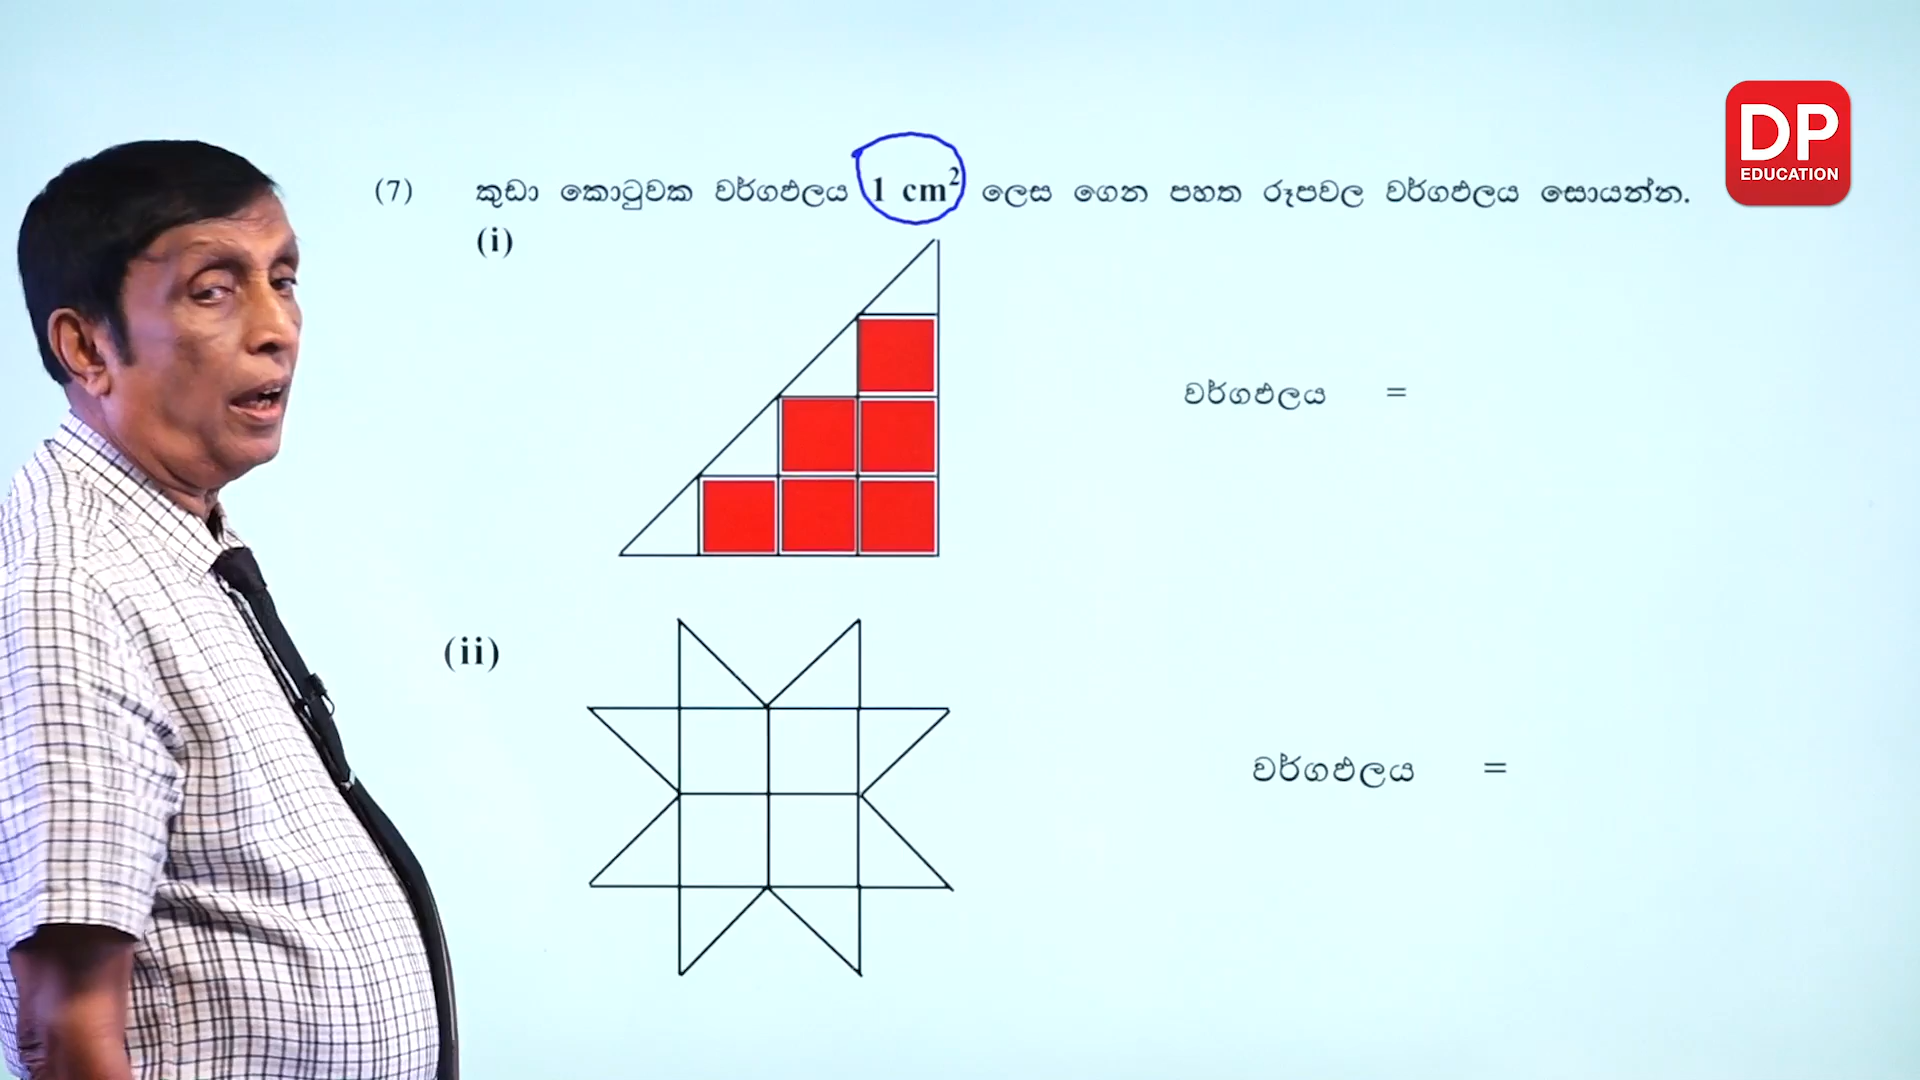 DP
EDUCATION
(7) කුඩා කොටුවක වර්ගඵලය 1 cm² ලෙස ගෙන පහත රූපවල වර්ගඵලය සොයන්න.
(i)
වර්ගඵලය =
(ii)
වර්ගඵලය =